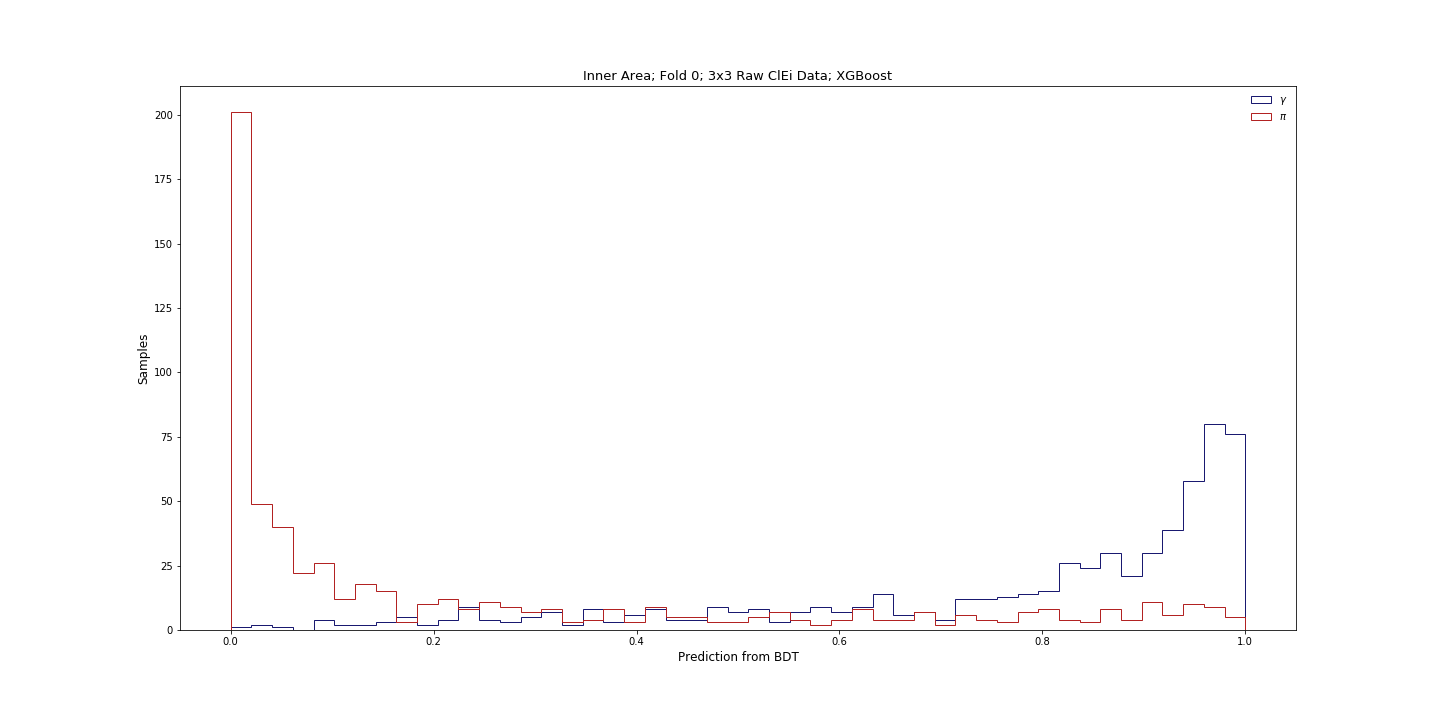 Inner Area; Fold 0; 3x3 Raw ClEi Data; XGBoost
γ
π
200
175
150
125
100
75
50
25
0
Samples
0.0 0.2 0.4 0.6 0.8 1.0
Prediction from BDT